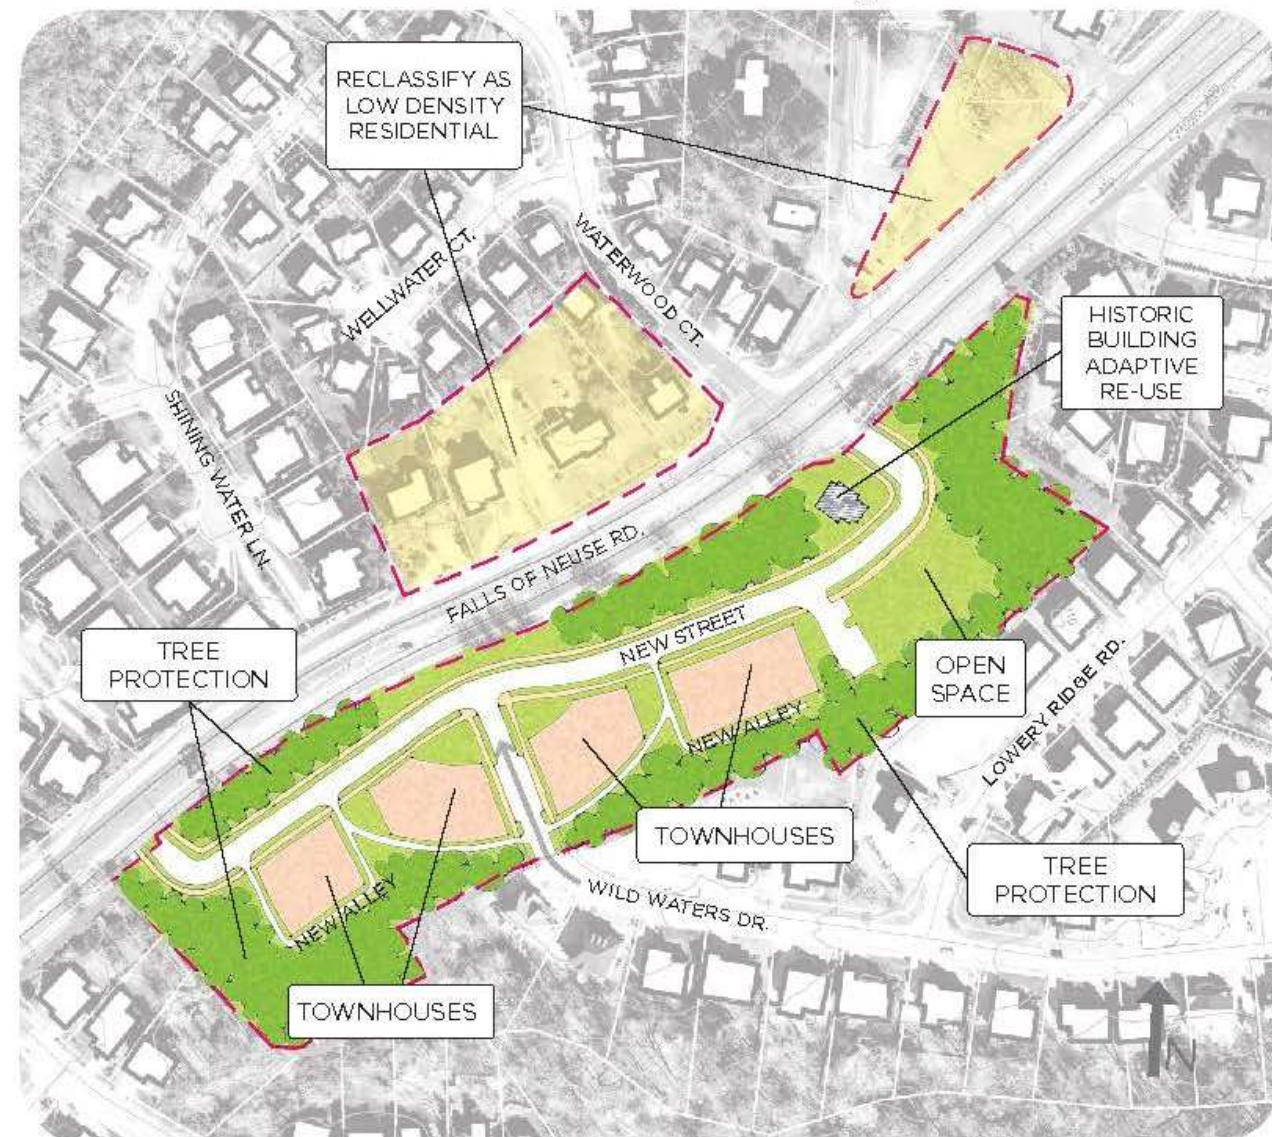 RECLASSIFY AS
LOW DENSITY
RESIDENTIAL
WATERWOOD CT.
WELLWATER CT.
HISTORIC
BUILDING
ADAPTIVE
RE-USE
SHINING WATER LN.
FALLS OF NEUSE RD.
NEW STREET
TREE
PROTECTION
OPEN
SPACE
LOWERY RIDGE RD.
NEW ALLEY
TOWNHOUSES
TREE
PROTECTION
WILD WATERS DR.
NEW ALLEY
TOWNHOUSES
N